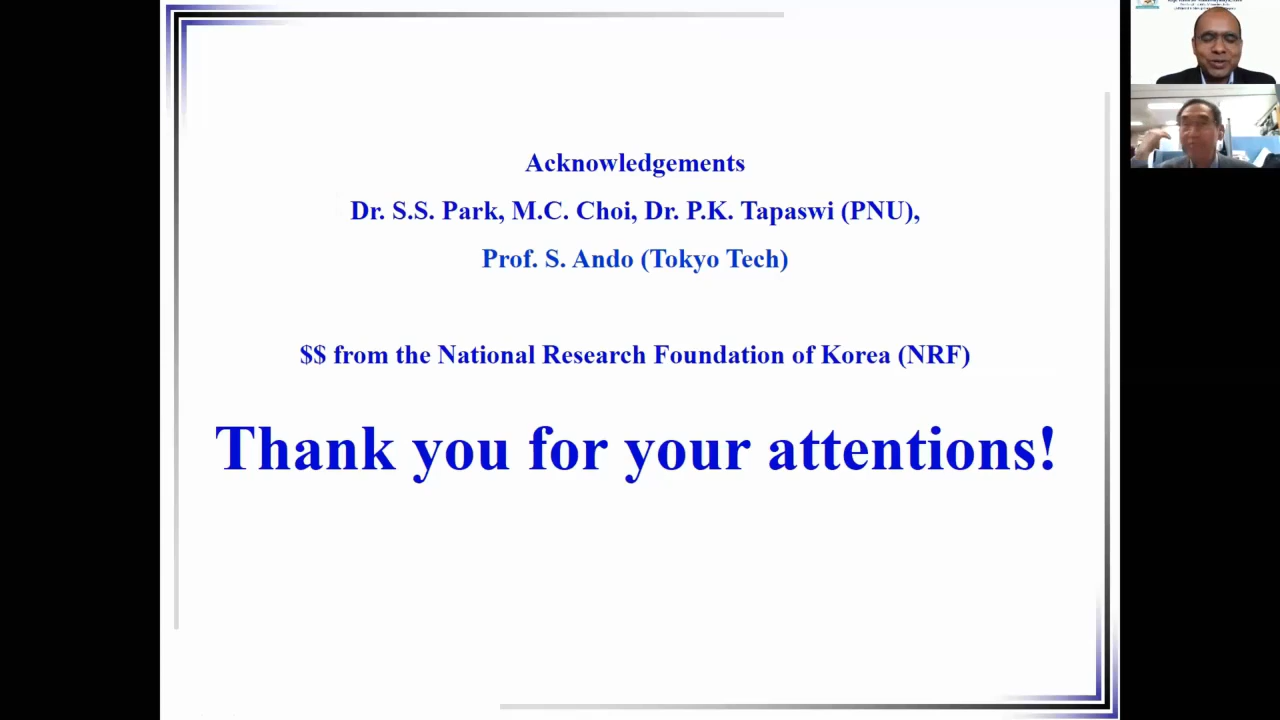 Acknowledgements
Dr. S.S. Park, M.C. Choi, Dr. P.K. Tapaswi (PNU),
Prof. S. Ando (Tokyo Tech)
$$ from the National Research Foundation of Korea (NRF)
Thank you for your attentions!